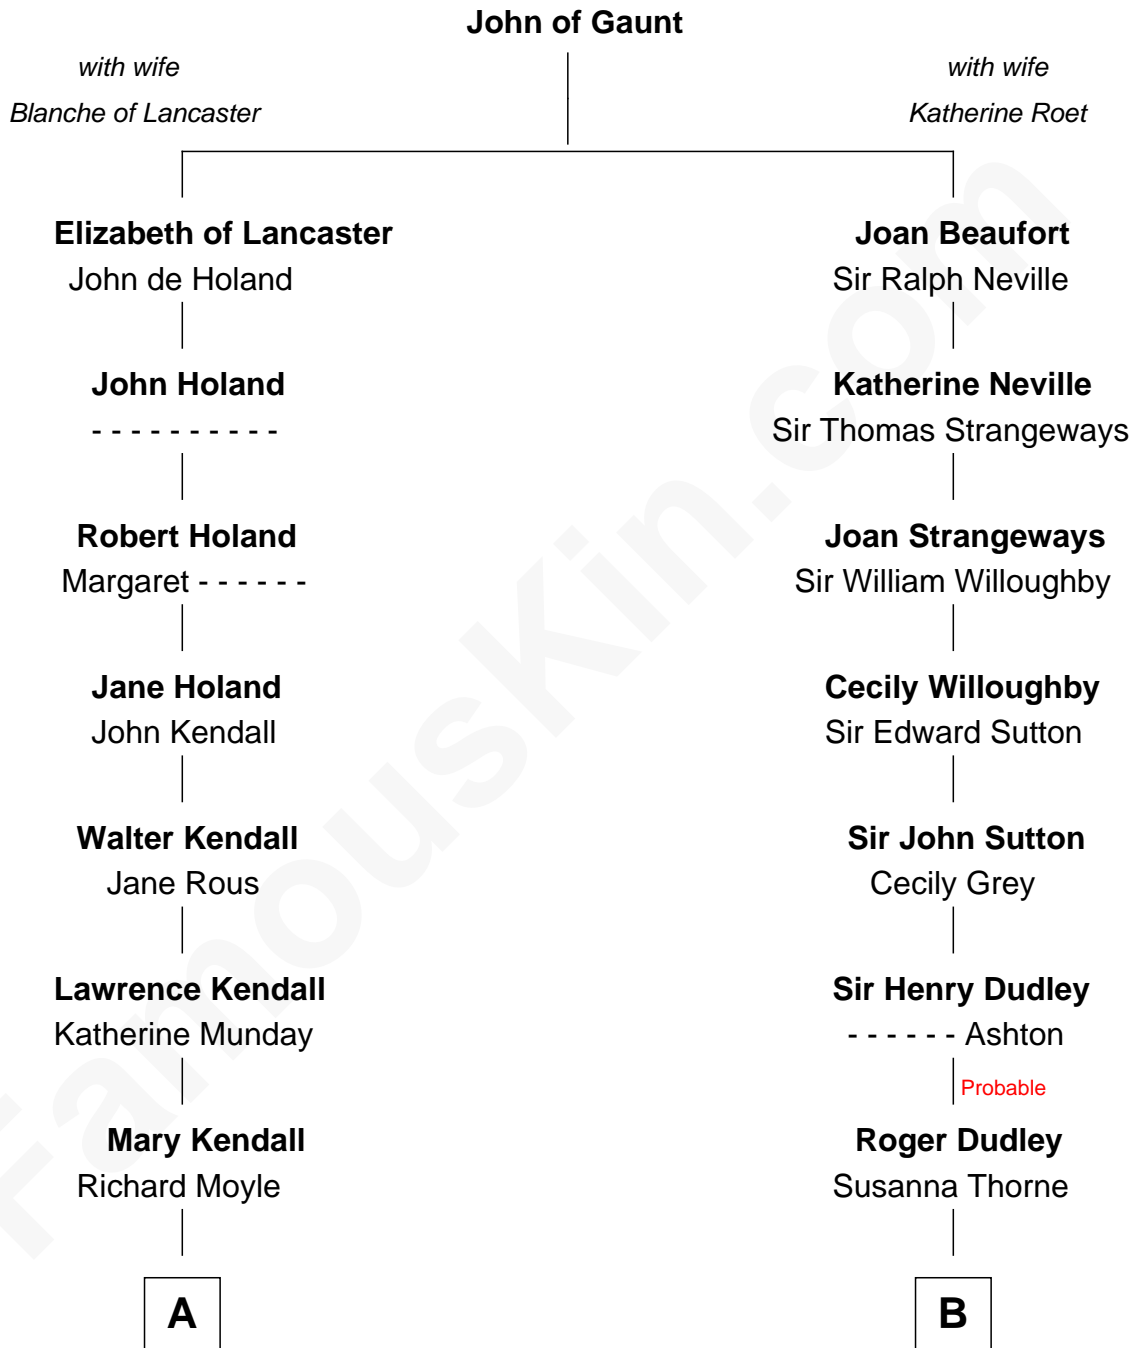 John of Gaunt
with wife
Blanche of Lancaster
with wife
Katherine Roet
Elizabeth of Lancaster
John de Holand
Joan Beaufort
Sir Ralph Neville
John Holand
- - - - - - - - - -
Katherine Neville
Sir Thomas Strangeways
Robert Holand
Margaret - - - - - -
Joan Strangeways
Sir William Willoughby
Jane Holand
John Kendall
Cecily Willoughby
Sir Edward Sutton
Walter Kendall
Jane Rous
Sir John Sutton
Cecily Grey
Lawrence Kendall
Katherine Munday
Sir Henry Dudley
- - - - - - Ashton
Probable
Mary Kendall
Richard Moyle
Roger Dudley
Susanna Thorne
A
B
FamousKin.com